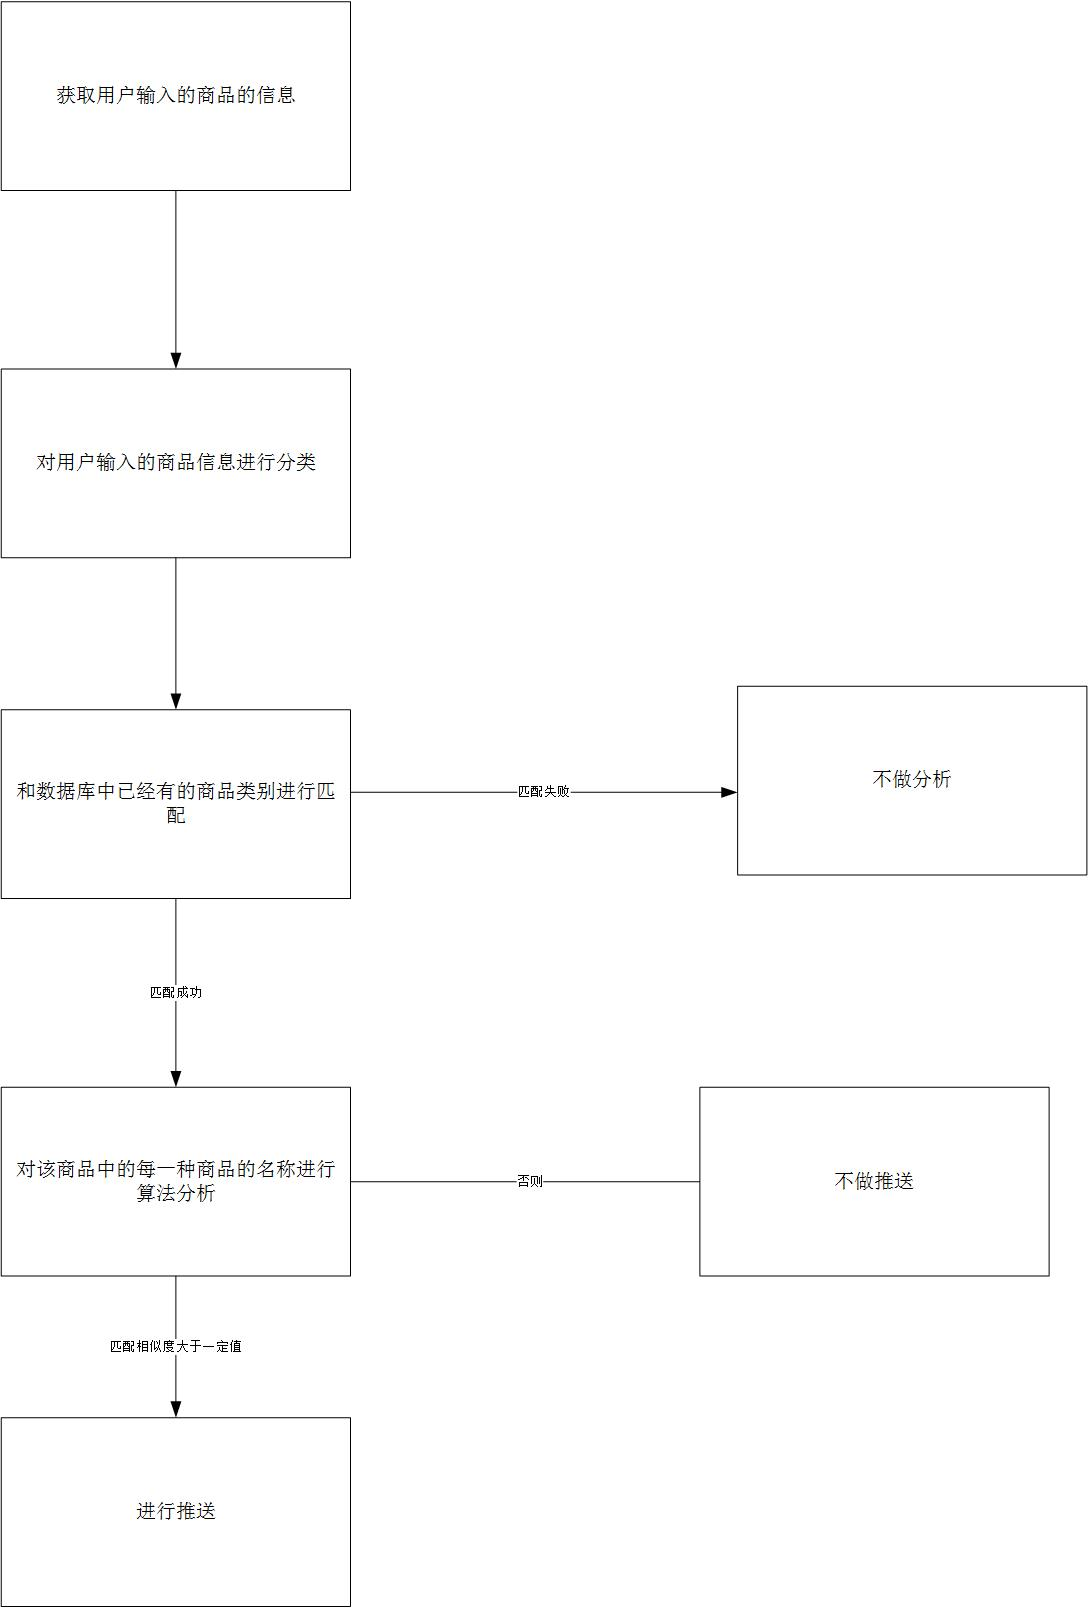 获取用户输入的商品的信息
对用户输入的商品信息进行分类
和数据库中已经有的商品类别进行匹
配
匹配失败
不做分析
匹配成功
对该商品中的每一种商品的名称进行
算法分析
否则
不做推送
匹配相似度大于一定值
进行推送